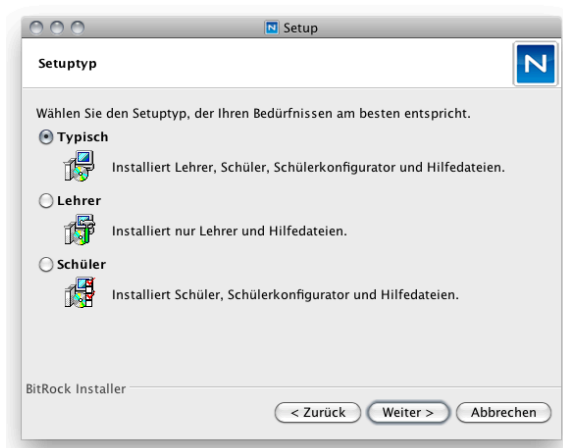 Setup
Setuptyp
N
Wählen Sie den Setuptyp, der Ihren Bedürfnissen am besten entspricht.
Typisch
Installiert Lehrer, Schüler, Schülerkonfigurator und Hilfedateien.
Lehrer
Installiert nur Lehrer und Hilfedateien.
Schüler
Installiert Schüler, Schülerkonfigurator und Hilfedateien.
BitRock Installer
< Zurück Weiter > Abbrechen